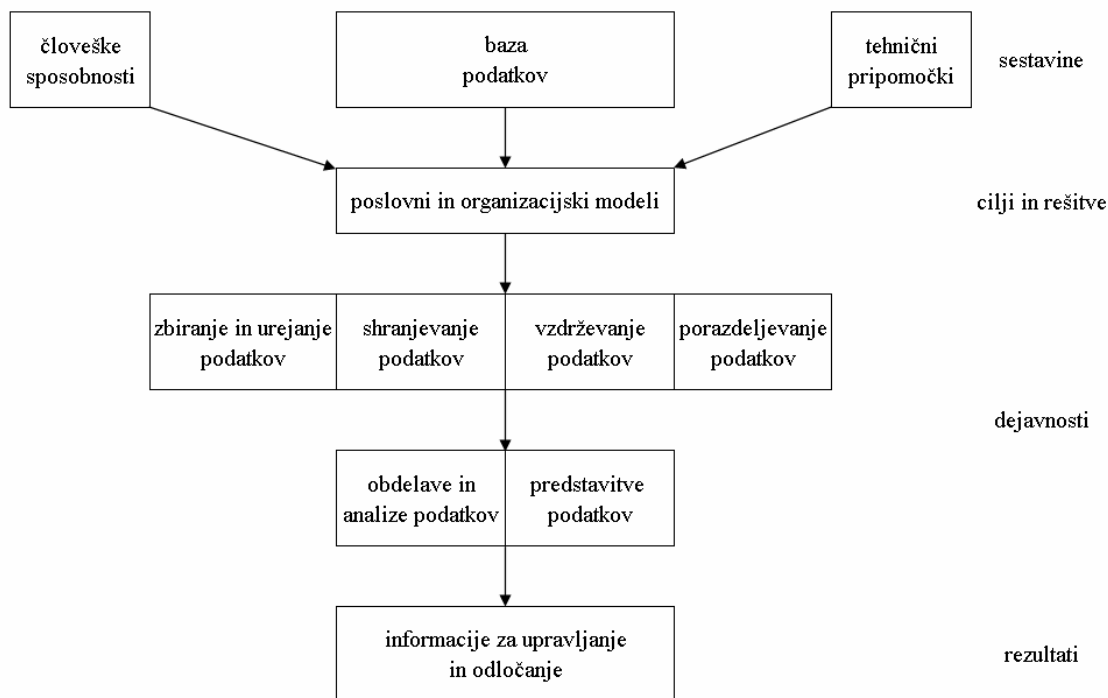 človeške
sposobnosti
baza
podatkov
tehnični
pripomočki
sestavine
poslovni in organizacijski modeli
cilji in rešitve
zbiranje in urejanje
podatkov
shranjevanje
podatkov
vzdrževanje
podatkov
porazdeljevanje
podatkov
dejavnosti
obdelave in
analize podatkov
predstavitve
podatkov
informacije za upravljanje
in odločanje
rezultati